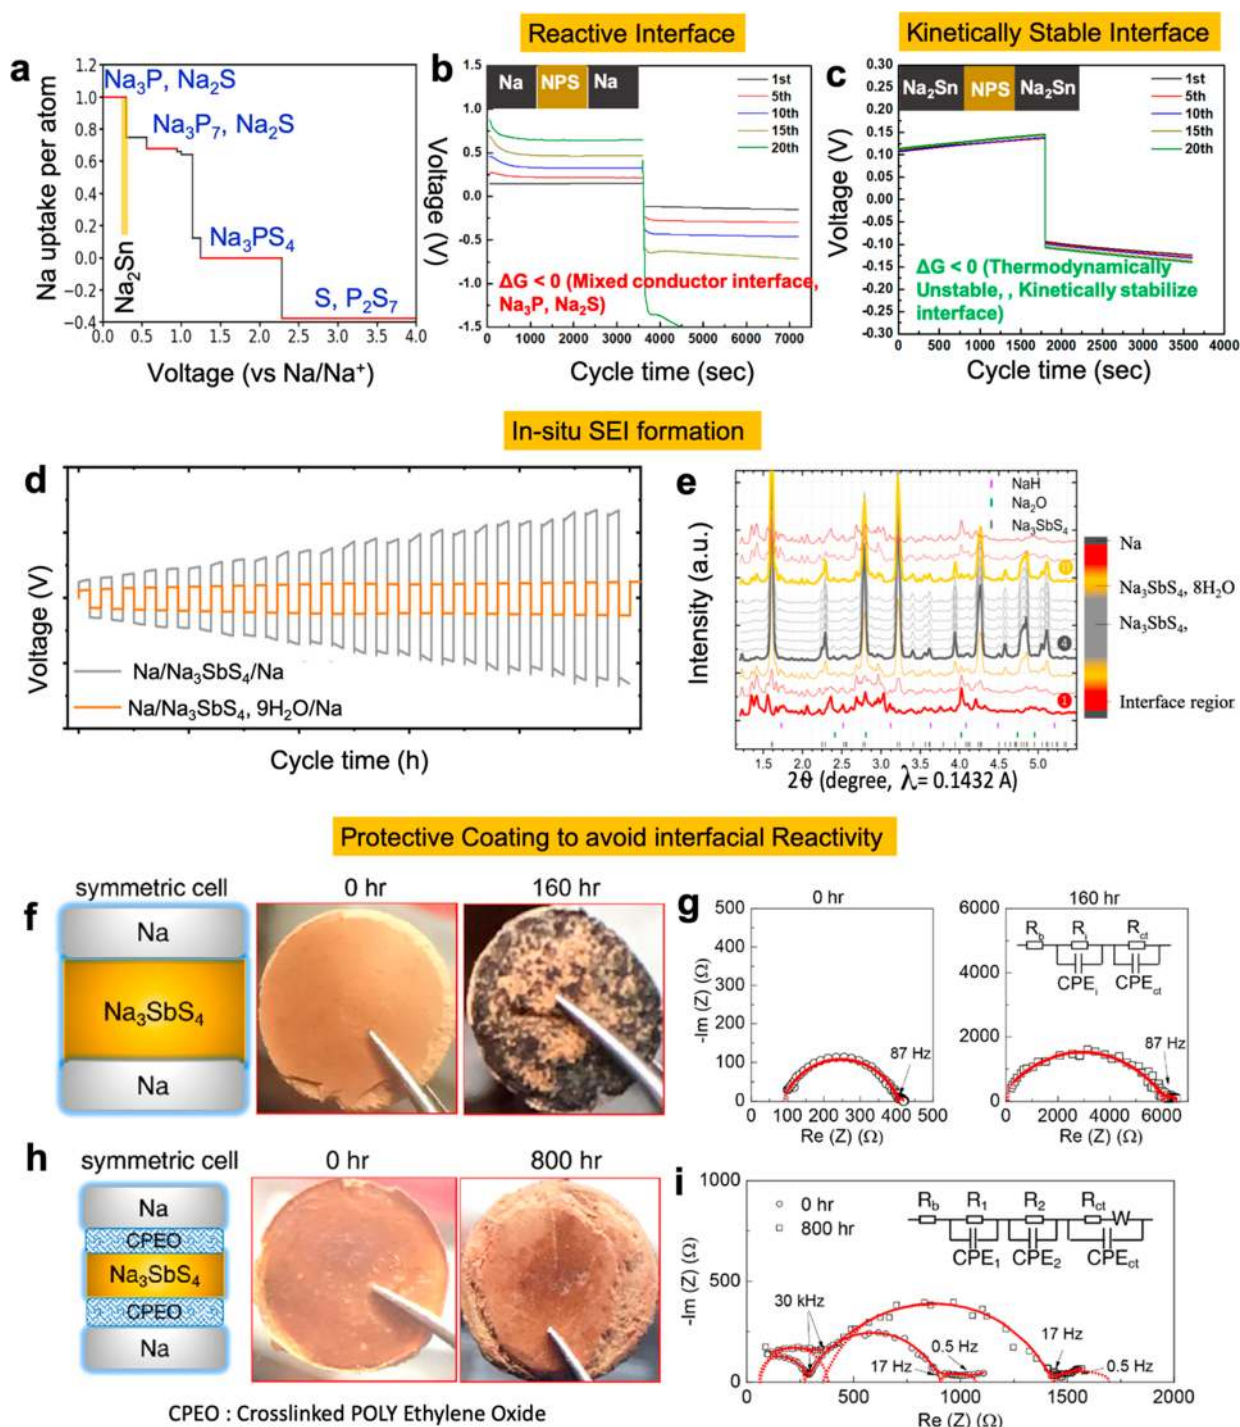 Reactive Interface
Kinetically Stable Interface
a
Na uptake per atom
1.2
1.0
0.8
0.6
0.4
0.2
0.0
−0.2
−0.4
Na₃P, Na₂S
Na₃P₇, Na₂S
Na₃PS₄
S, P₂S₇
Na₂Sn
0.0 0.5 1.0 1.5 2.0 2.5 3.0 3.5 4.0
Voltage (vs Na/Na⁺)
b
Voltage (V)
1.5
1.0
0.5
0.0
-0.5
-1.0
-1.5
Na NPS Na
1st
5th
10th
15th
20th
ΔG < 0 (Mixed conductor interface,
Na₃P, Na₂S)
0 1000 2000 3000 4000 5000 6000 7000
Cycle time (sec)
c
Voltage (V)
0.30
0.25
0.20
0.15
0.10
0.05
0.00
0.05
-0.10
-0.15
-0.20
0.25
-0.30
Na₂Sn NPS Na₂Sn
1st
5th
10th
15th
20th
ΔG < 0 (Thermodynamically
Unstable, , Kinetically stabilize
interface)
0 500 1000 1500 2000 2500 3000 3500 4000
Cycle time (sec)
In-situ SEI formation
d
Voltage (V)
Na/Na₃SbS₄/Na
Na/Na₃SbS₄, 9H₂O/Na
Cycle time (h)
e
Intensity (a.u.)
NaH
Na₂O
Na₃SbS₄
4
1
1.5 2.0 2.5 3.0 3.5 4.0 4.5 5.0
2θ (degree, λ= 0.1432 A)
Na
Na₃SbS₄, 8H₂O
Na₃SbS₄,
Interface region
Protective Coating to avoid interfacial Reactivity
f
symmetric cell
0 hr
160 hr
Na
Na₃SbS₄
Na
g
0 hr
-Im (Z) (Ω)
500
400
300
200
100
0
87 Hz
0 100 200 300 400 500
Re (Z) (Ω)
160 hr
6000
4000
2000
0
R_b R_i R_ct
CPE_i CPE_ct
87 Hz
0 1000 2000 3000 4000 5000 6000
Re (Z) (Ω)
h
symmetric cell
0 hr
800 hr
Na
CPEO
Na₃SbS₄
CPEO
Na
CPEO : Crosslinked POLY Ethylene Oxide
i
-Im (Z) (Ω)
1000
500
0
0 hr
800 hr
R_b R₁ R₂ R_ct W
CPE₁ CPE₂ CPE_ct
30 kHz
17 Hz
0.5 Hz
17 Hz
0.5 Hz
0 500 1000 1500 2000
Re (Z) (Ω)